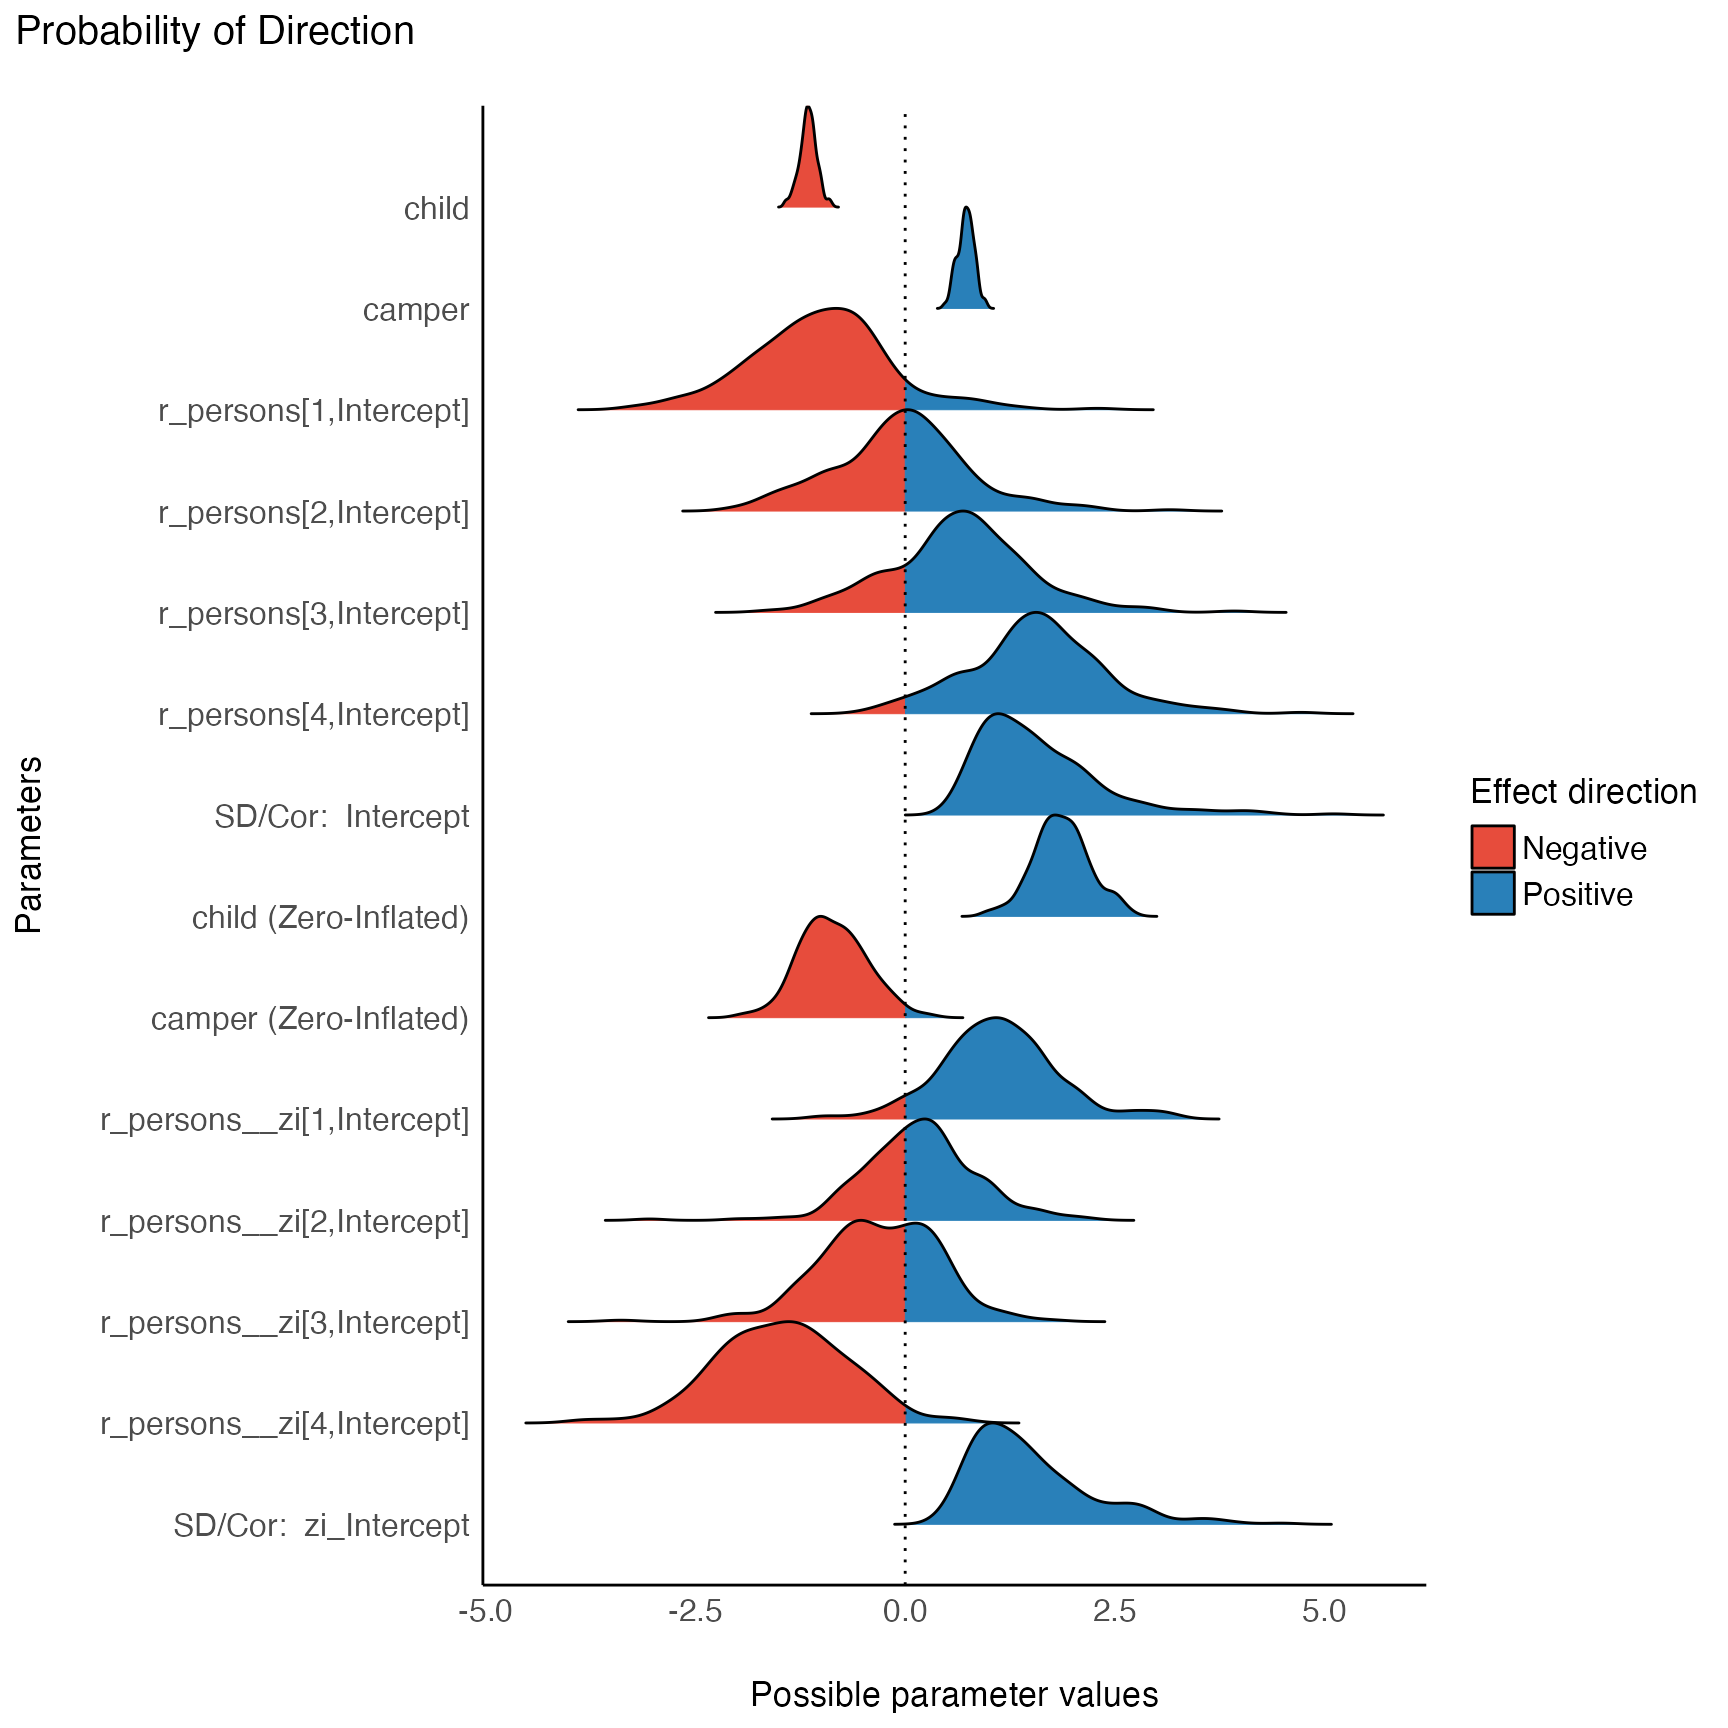 Probability of Direction
child
camper
r_persons[1,Intercept]
r_persons[2,Intercept]
r_persons[3,Intercept]
r_persons[4,Intercept]
SD/Cor:  Intercept
child (Zero-Inflated)
camper (Zero-Inflated)
r_persons__zi[1,Intercept]
r_persons__zi[2,Intercept]
r_persons__zi[3,Intercept]
r_persons__zi[4,Intercept]
SD/Cor:  zi_Intercept
Parameters
-5.0
-2.5
0.0
2.5
5.0
Possible parameter values
Effect direction
Negative
Positive